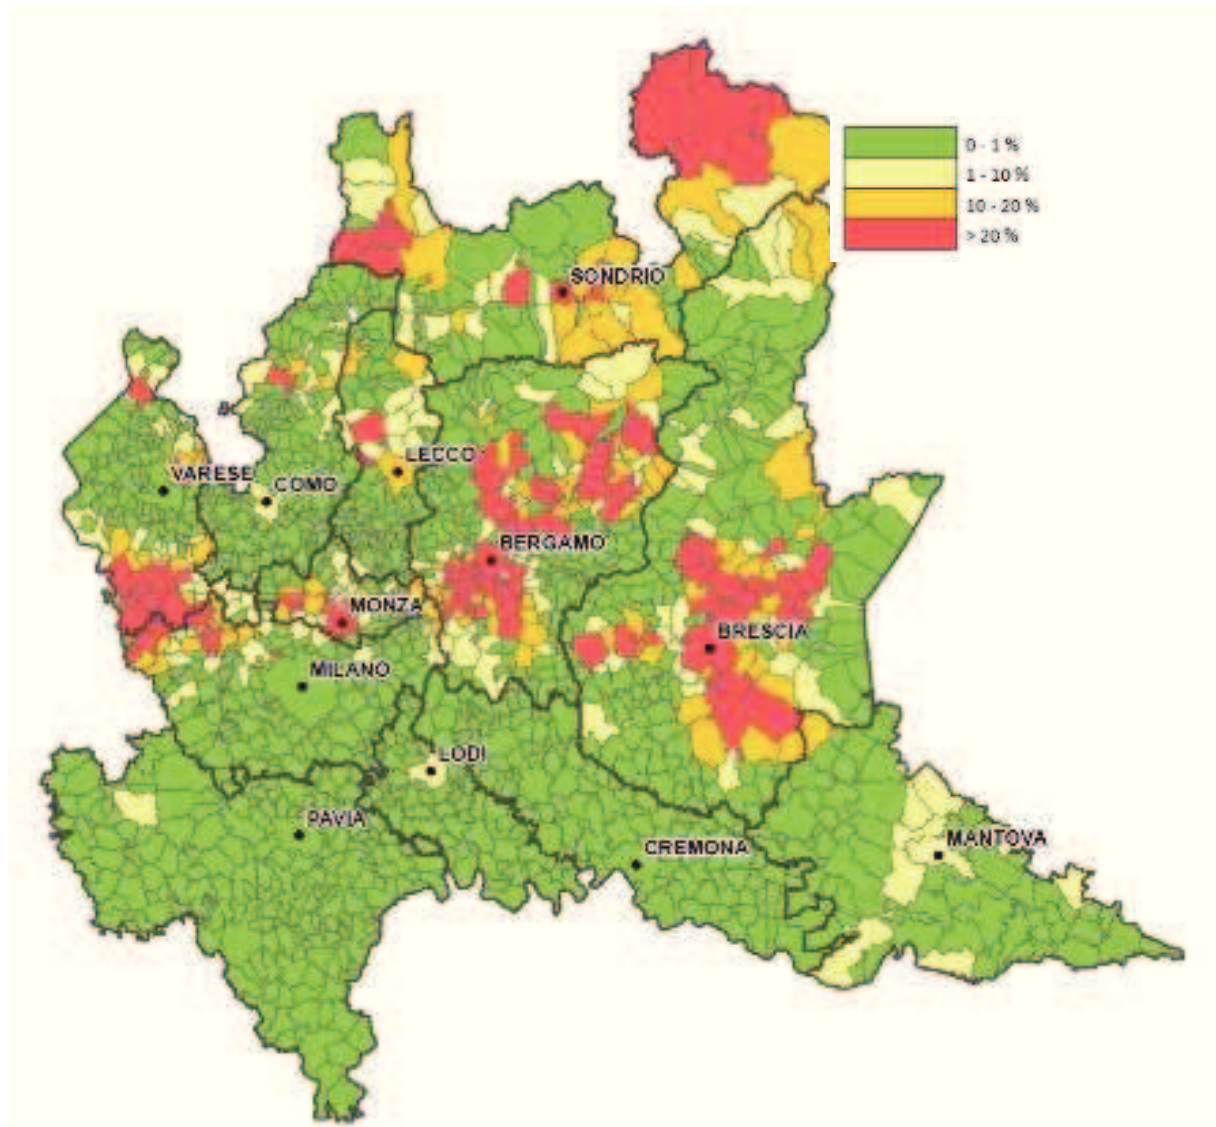 0 - 1 %
1 - 10 %
10 - 20 %
> 20 %
SONDRIO
LECCO
VARESE
COMO
BERGAMO
MONZA
BRESCIA
MILANO
LODI
PAVIA
CREMONA
MANTOVA